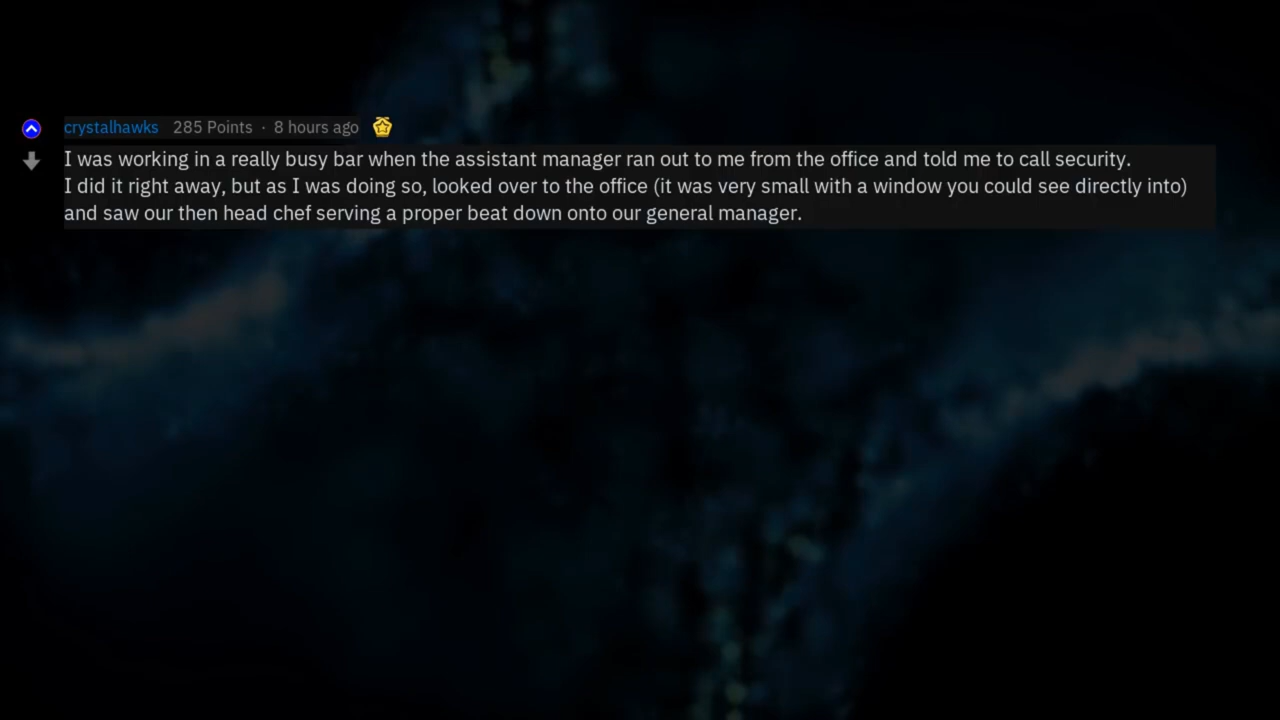 crystalhawks 285 Points · 8 hours ago
I was working in a really busy bar when the assistant manager ran out to me from the office and told me to call security.
I did it right away, but as I was doing so, looked over to the office (it was very small with a window you could see directly into)
and saw our then head chef serving a proper beat down onto our general manager.